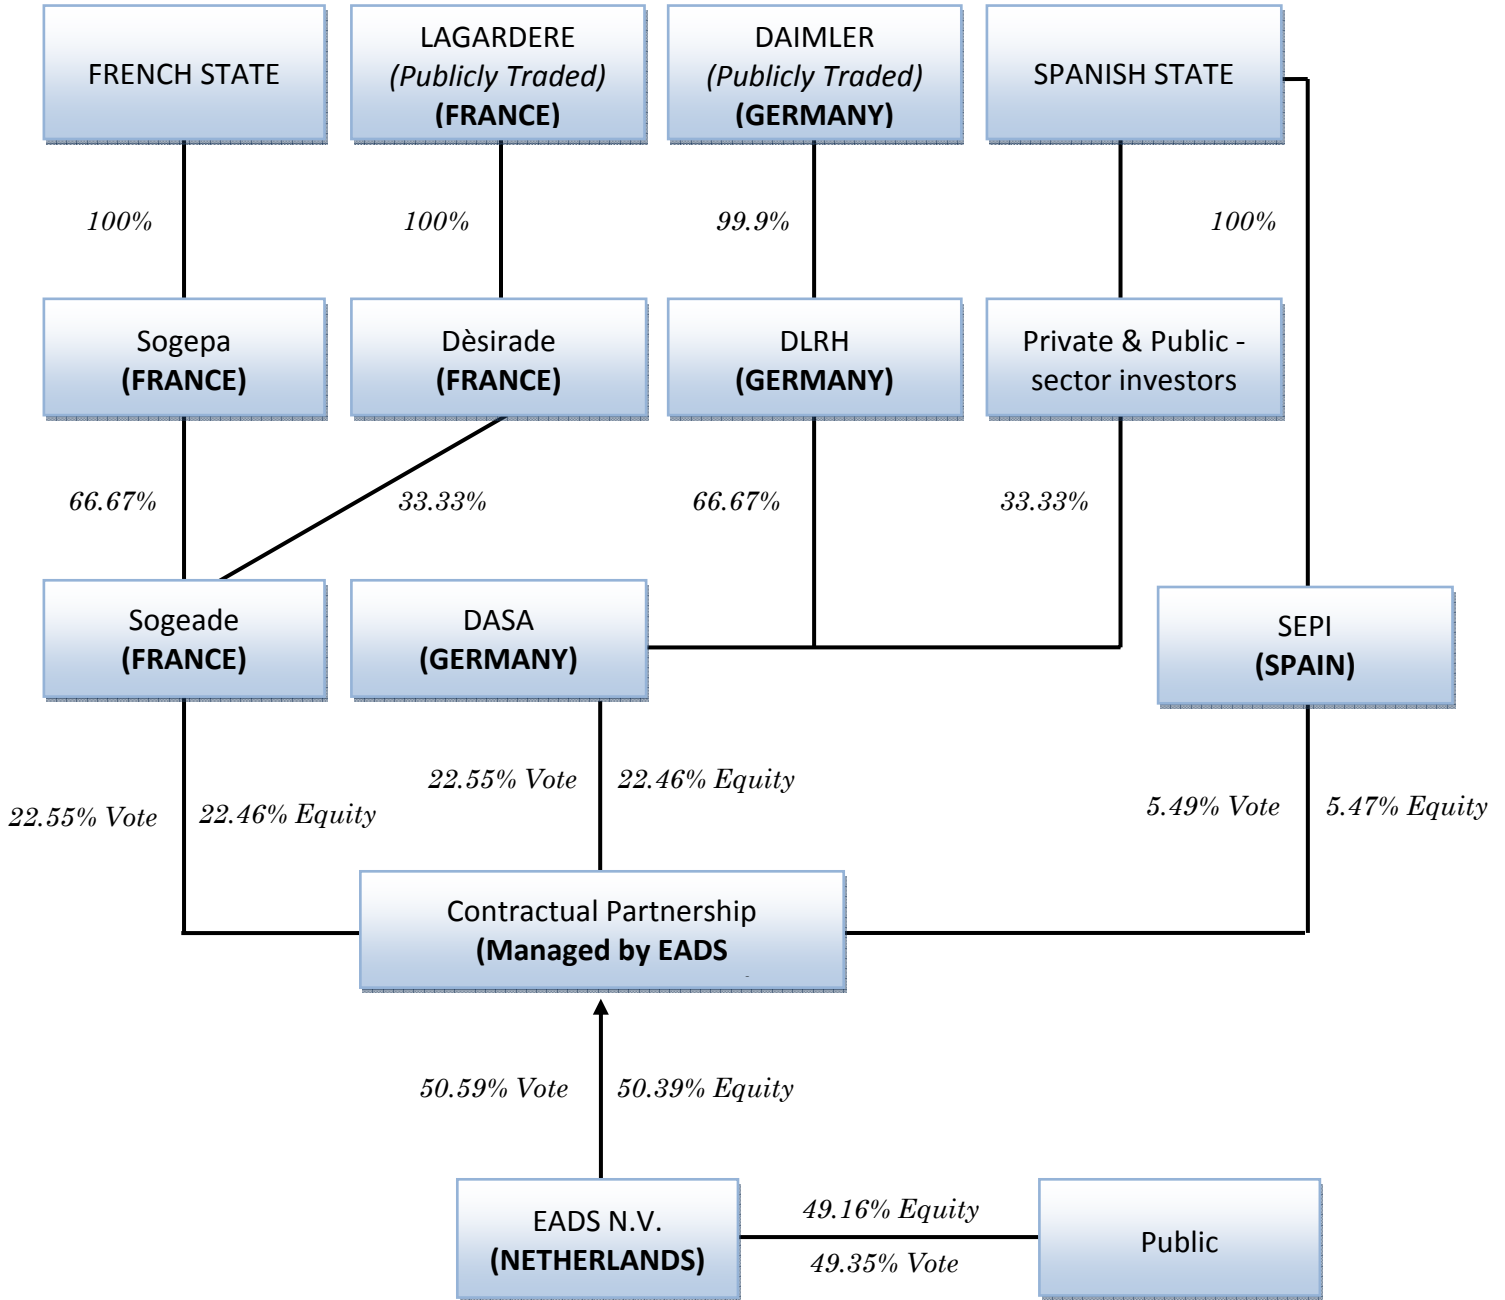 FRENCH STATE
LAGARDERE
(Publicly Traded)
(FRANCE)
DAIMLER
(Publicly Traded)
(GERMANY)
SPANISH STATE
100%
100%
99.9%
100%
Sogepa
(FRANCE)
Dèsirade
(FRANCE)
DLRH
(GERMANY)
Private & Public -
sector investors
66.67%
33.33%
66.67%
33.33%
Sogeade
(FRANCE)
DASA
(GERMANY)
SEPI
(SPAIN)
22.55% Vote
22.46% Equity
22.55% Vote
22.46% Equity
5.49% Vote
5.47% Equity
Contractual Partnership
(Managed by EADS
50.59% Vote
50.39% Equity
EADS N.V.
(NETHERLANDS)
49.16% Equity
49.35% Vote
Public